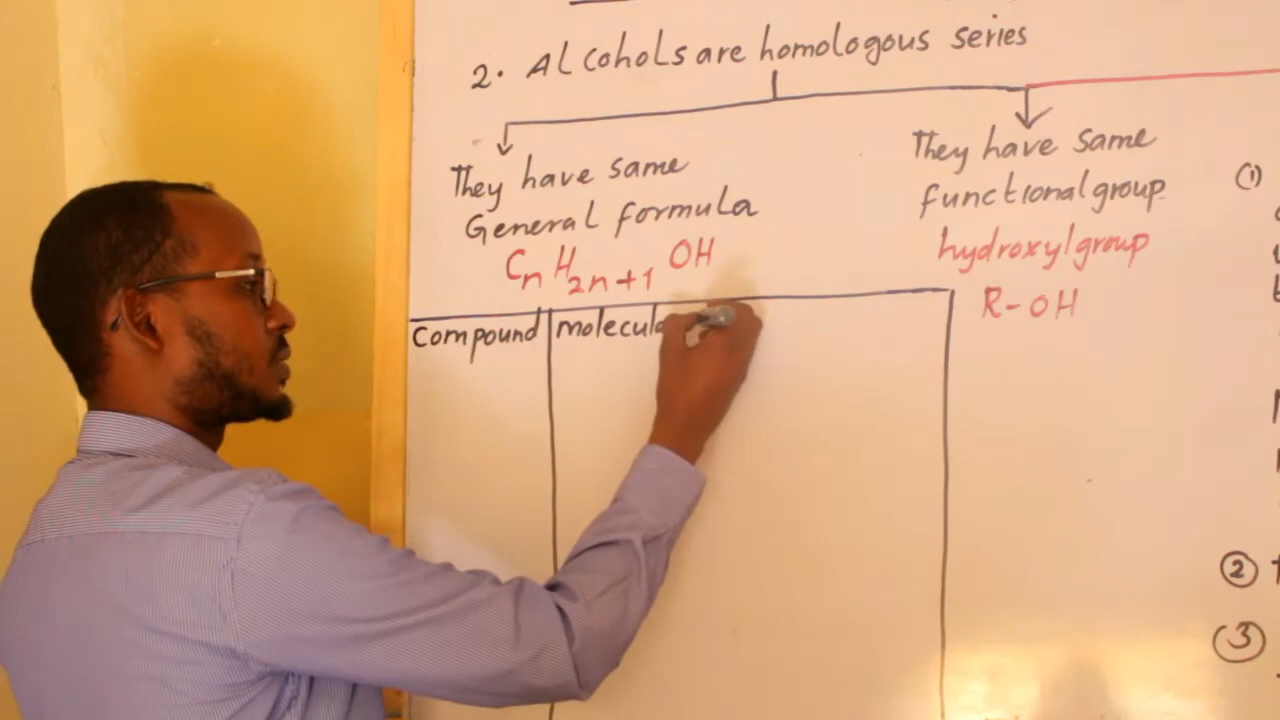 2. Alcohols are homologous series
They have same
General formula
CnH2n+1 OH
They have same
functional group
hydroxyl group
R-OH
compound
(1)
2
3